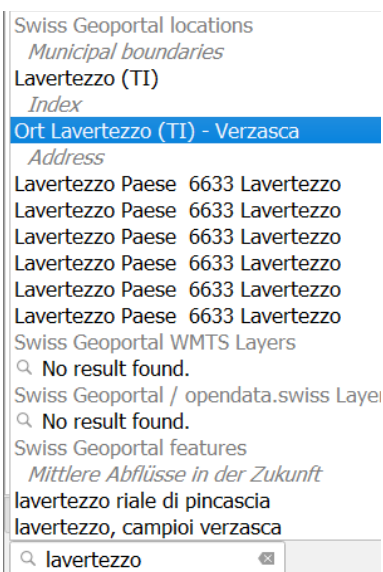 Swiss Geoportal locations
Municipal boundaries
Lavertezzo (TI)
Index
Ort Lavertezzo (TI) - Verzasca
Address
Lavertezzo Paese 6633 Lavertezzo
Lavertezzo Paese 6633 Lavertezzo
Lavertezzo Paese 6633 Lavertezzo
Lavertezzo Paese 6633 Lavertezzo
Lavertezzo Paese 6633 Lavertezzo
Lavertezzo Paese 6633 Lavertezzo
Swiss Geoportal WMTS Layers
No result found.
Swiss Geoportal / opendata.swiss Layer
No result found.
Swiss Geoportal features
Mittlere Abflüsse in der Zukunft
lavertezzo riale di pincascia
lavertezzo, campioi verzasca
lavertezzo